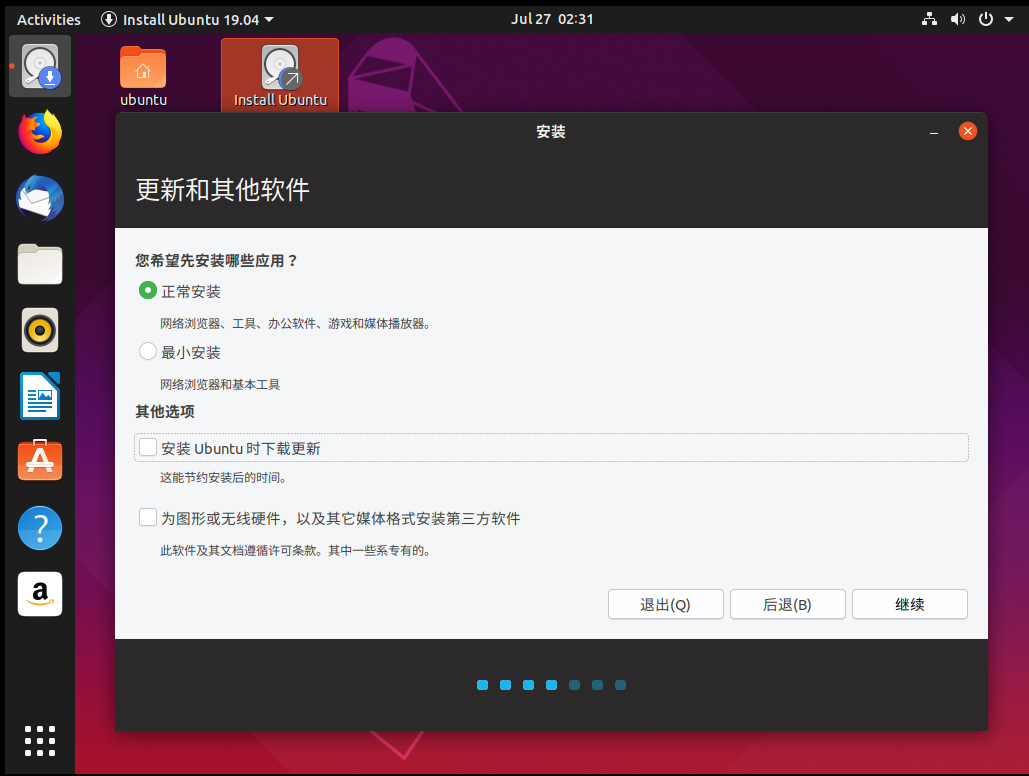 Activities
Install Ubuntu 19.04
Jul 27 02:31
ubuntu
Install Ubuntu
安装
更新和其他软件
您希望先安装哪些应用？
正常安装
网络浏览器、工具、办公软件、游戏和媒体播放器。
最小安装
网络浏览器和基本工具
其他选项
安装 Ubuntu 时下载更新
这能节约安装后的时间。
为图形或无线硬件，以及其它媒体格式安装第三方软件
此软件及其文档遵循许可条款。其中一些系专有的。
退出(Q)
后退(B)
继续